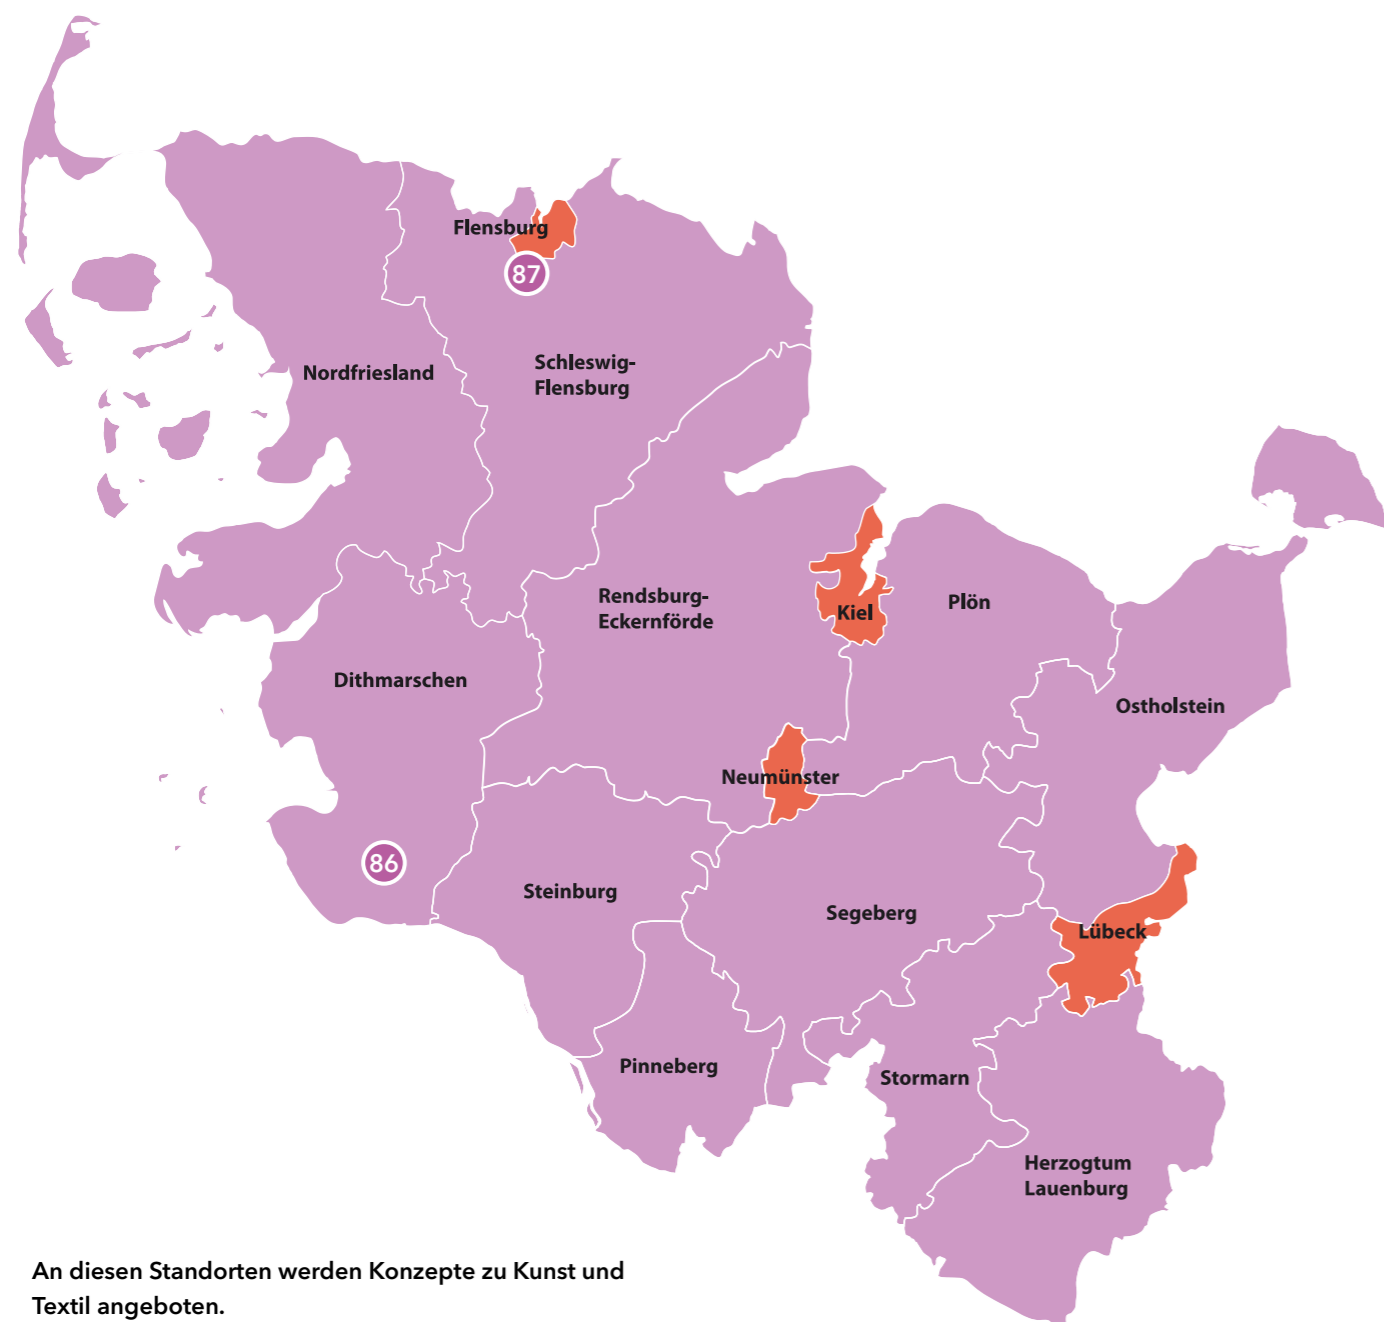 Flensburg
87
Schleswig-
Flensburg
Nordfriesland
Rendsburg-
Eckernförde
Kiel
Plön
Dithmarschen
Ostholstein
Neumünster
86
Steinburg
Segeberg
Lübeck
Pinneberg
Stormarn
Herzogtum
Lauenburg
An diesen Standorten werden Konzepte zu Kunst und
Textil angeboten.